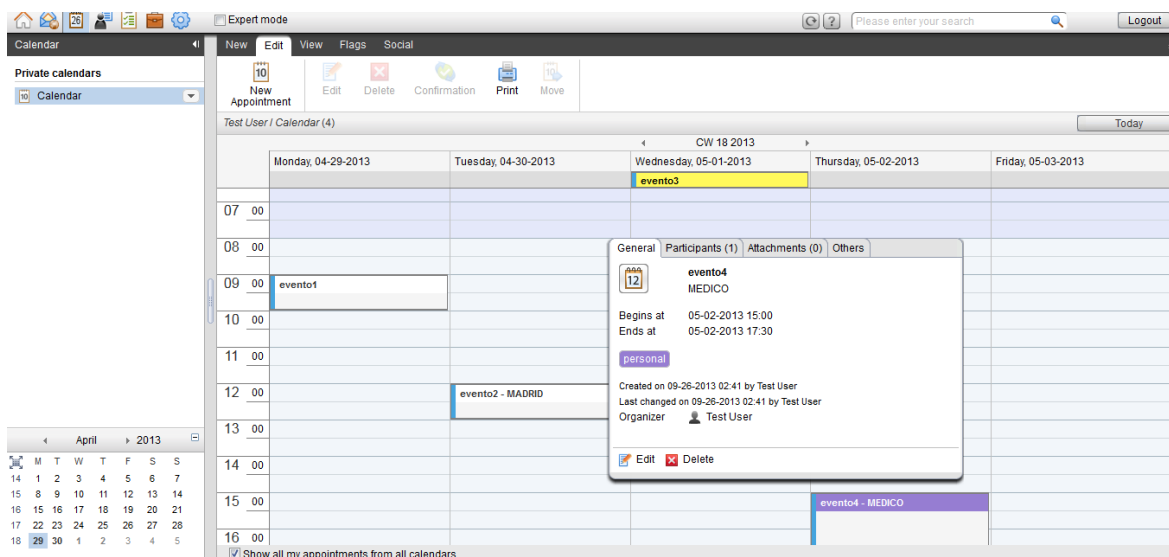 26 Expert mode Please enter your search Logout
Calendar New Edit View Flags Social
Private calendars
10 Calendar
10 New Appointment Edit Delete Confirmation Print 10 Move
Test User / Calendar (4) Today
CW 18 2013
Monday, 04-29-2013 Tuesday, 04-30-2013 Wednesday, 05-01-2013 Thursday, 05-02-2013 Friday, 05-03-2013
evento3
07 00
08 00
09 00 evento1
10 00
11 00
12 00 evento2 - MADRID
13 00
14 00
15 00 evento4 - MEDICO
16 00
General Participants (1) Attachments (0) Others
12 evento4
MEDICO
Begins at 05-02-2013 15:00
Ends at 05-02-2013 17:30
personal
Created on 09-26-2013 02:41 by Test User
Last changed on 09-26-2013 02:41 by Test User
Organizer Test User
Edit Delete
April 2013
M T W T F S S
14 1 2 3 4 5 6 7
15 8 9 10 11 12 13 14
16 15 16 17 18 19 20 21
17 22 23 24 25 26 27 28
18 29 30 1 2 3 4 5
Show all my appointments from all calendars